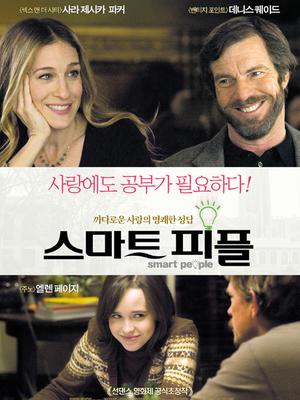 <섹스 앤 더 시티> 사라 제시카 파커
<밴티지 포인트> 데니스 퀘이드
사랑에도 공부가 필요하다!
까다로운 사랑의 명쾌한 정답
스마트 피플
smart people
<주노> 엘렌 페이지
선댄스 영화제 공식초청작